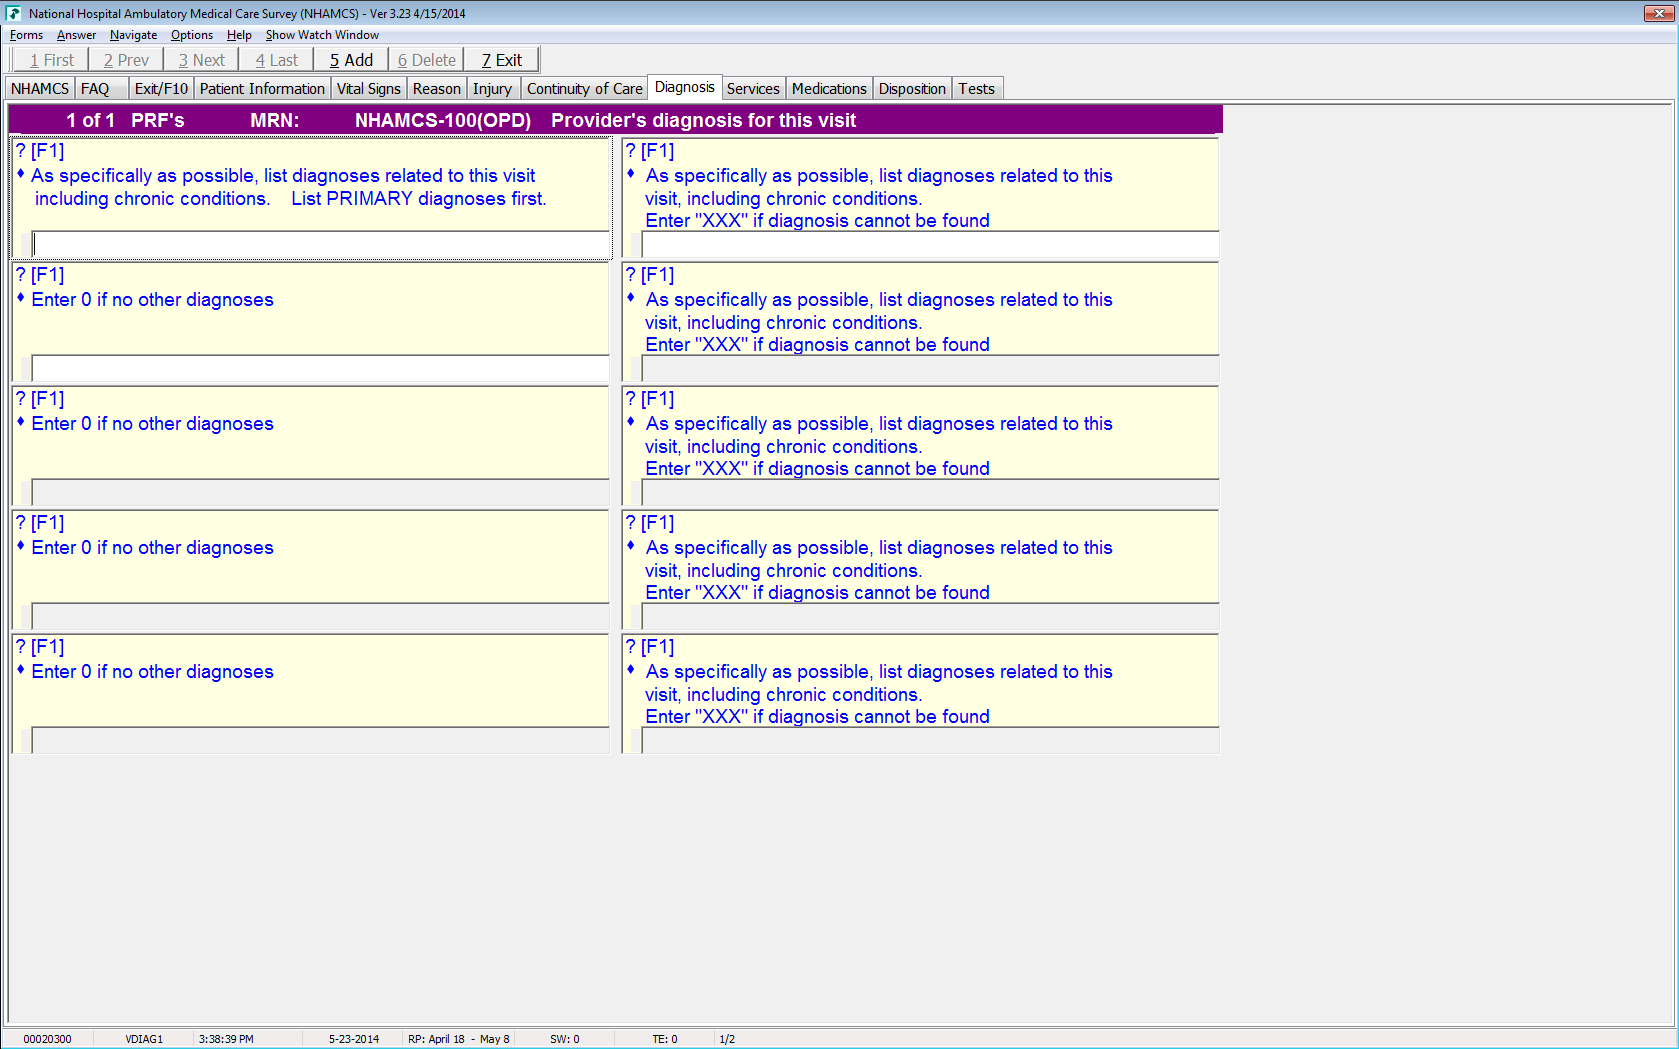 National Hospital Ambulatory Medical Care Survey (NHAMCS) - Ver 3.23 4/15/2014
Forms Answer Navigate Options Help Show Watch Window
1 First 2 Prev 3 Next 4 Last 5 Add 6 Delete 7 Exit
NHAMCS FAQ Exit/F10 Patient Information Vital Signs Reason Injury Continuity of Care Diagnosis Services Medications Disposition Tests
1 of 1 PRF's MRN: NHAMCS-100(OPD) Provider's diagnosis for this visit
? [F1]
♦ As specifically as possible, list diagnoses related to this visit
including chronic conditions. List PRIMARY diagnoses first.
? [F1]
♦ As specifically as possible, list diagnoses related to this
visit, including chronic conditions.
Enter "XXX" if diagnosis cannot be found
? [F1]
♦ Enter 0 if no other diagnoses
? [F1]
♦ As specifically as possible, list diagnoses related to this
visit, including chronic conditions.
Enter "XXX" if diagnosis cannot be found
? [F1]
♦ Enter 0 if no other diagnoses
? [F1]
♦ As specifically as possible, list diagnoses related to this
visit, including chronic conditions.
Enter "XXX" if diagnosis cannot be found
? [F1]
♦ Enter 0 if no other diagnoses
? [F1]
♦ As specifically as possible, list diagnoses related to this
visit, including chronic conditions.
Enter "XXX" if diagnosis cannot be found
? [F1]
♦ Enter 0 if no other diagnoses
? [F1]
♦ As specifically as possible, list diagnoses related to this
visit, including chronic conditions.
Enter "XXX" if diagnosis cannot be found
00020300 VDIAG1 3:38:39 PM 5-23-2014 RP: April 18 - May 8 SW: 0 TE: 0 1/2